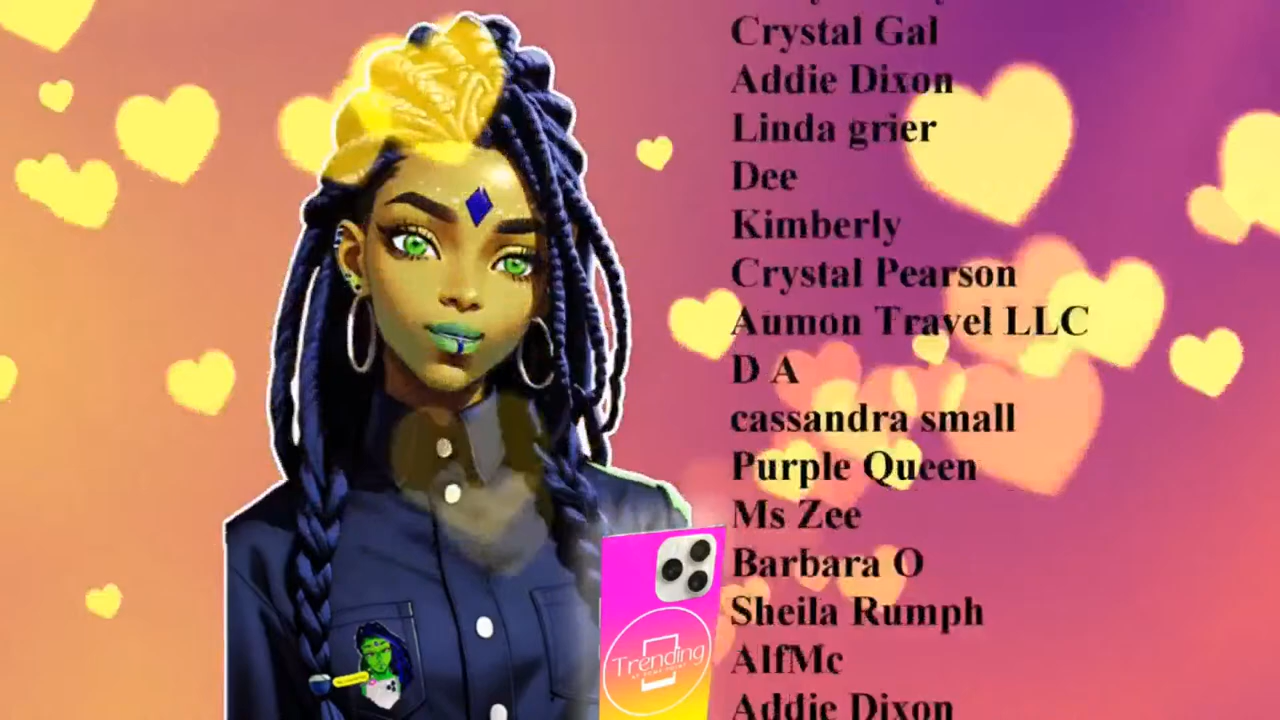 Crystal Gal
Addie Dixon
Linda grier
Dee
Kimberly
Crystal Pearson
Aumon Travel LLC
D A
cassandra small
Purple Queen
Ms Zee
Barbara O
Sheila Rumph
AlfMc
Addie Dixon
Trending